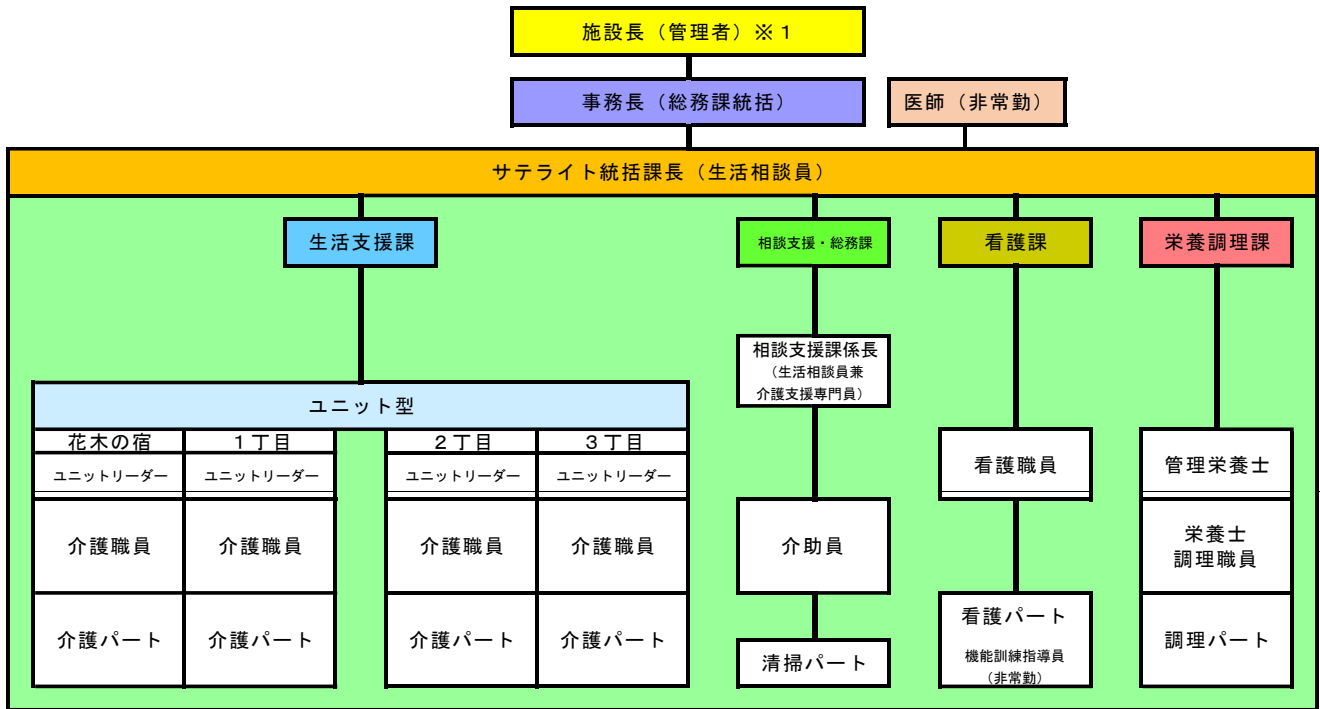 施設長（管理者）※１
事務長（総務課統括）
医師（非常勤）
サテライト統括課長（生活相談員）
生活支援課
相談支援・総務課
看護課
栄養調理課
相談支援課係長
（生活相談員兼
介護支援専門員）
ユニット型
花木の宿
１丁目
２丁目
３丁目
ユニットリーダー
ユニットリーダー
ユニットリーダー
ユニットリーダー
看護職員
管理栄養士
介護職員
介護職員
介護職員
介護職員
介助員
栄養士
調理職員
介護パート
介護パート
介護パート
介護パート
清掃パート
看護パート
機能訓練指導員
（非常勤）
調理パート